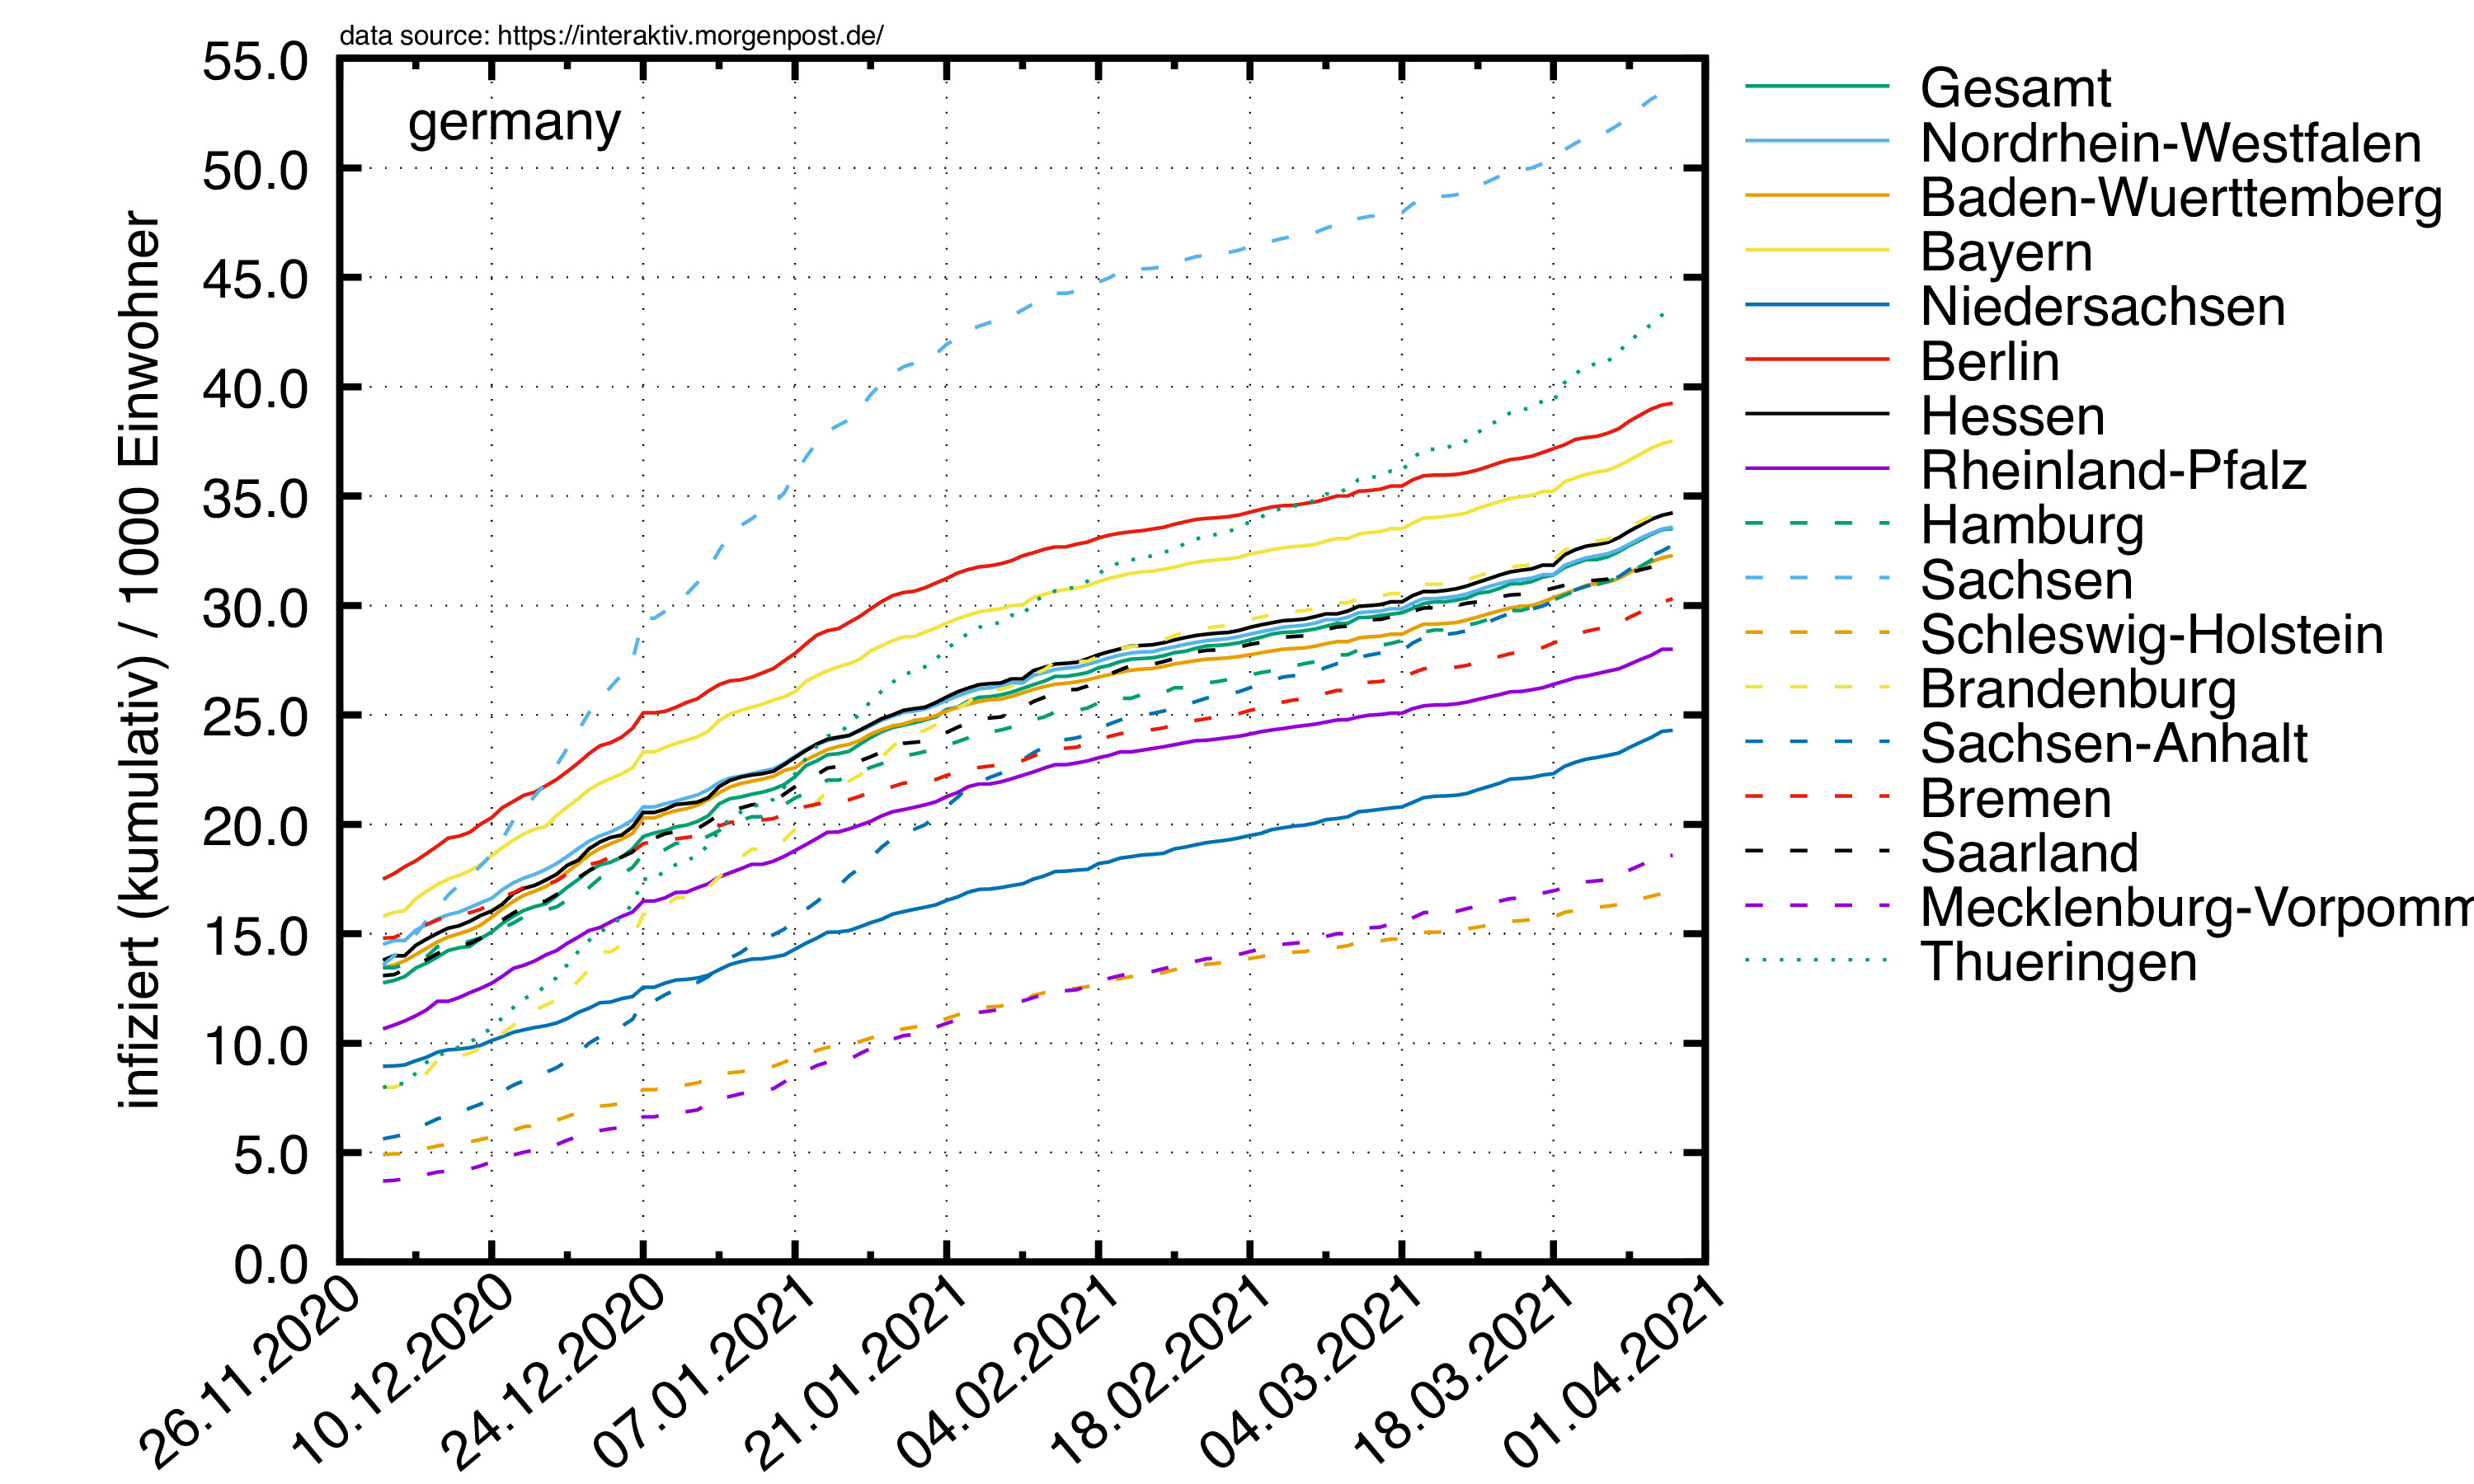 data source: https://interaktiv.morgenpost.de/
germany
infiziert (kumulativ) / 1000 Einwohner
55.0
50.0
45.0
40.0
35.0
30.0
25.0
20.0
15.0
10.0
5.0
0.0
26.11.2020
10.12.2020
24.12.2020
07.01.2021
21.01.2021
04.02.2021
18.02.2021
04.03.2021
18.03.2021
01.04.2021
Gesamt
Nordrhein-Westfalen
Baden-Wuerttemberg
Bayern
Niedersachsen
Berlin
Hessen
Rheinland-Pfalz
Hamburg
Sachsen
Schleswig-Holstein
Brandenburg
Sachsen-Anhalt
Bremen
Saarland
Mecklenburg-Vorpomm
Thueringen